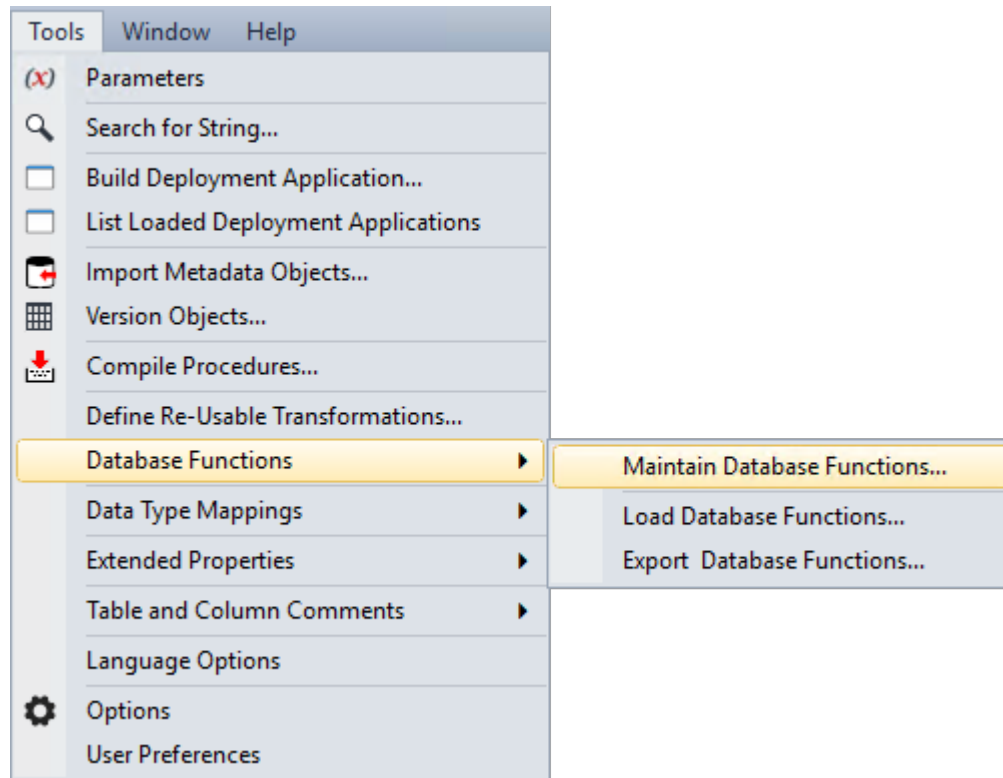 Tools Window Help
(x) Parameters
Search for String...
Build Deployment Application...
List Loaded Deployment Applications
Import Metadata Objects...
Version Objects...
Compile Procedures...
Define Re-Usable Transformations...
Database Functions
Maintain Database Functions...
Load Database Functions...
Export  Database Functions...
Data Type Mappings
Extended Properties
Table and Column Comments
Language Options
Options
User Preferences